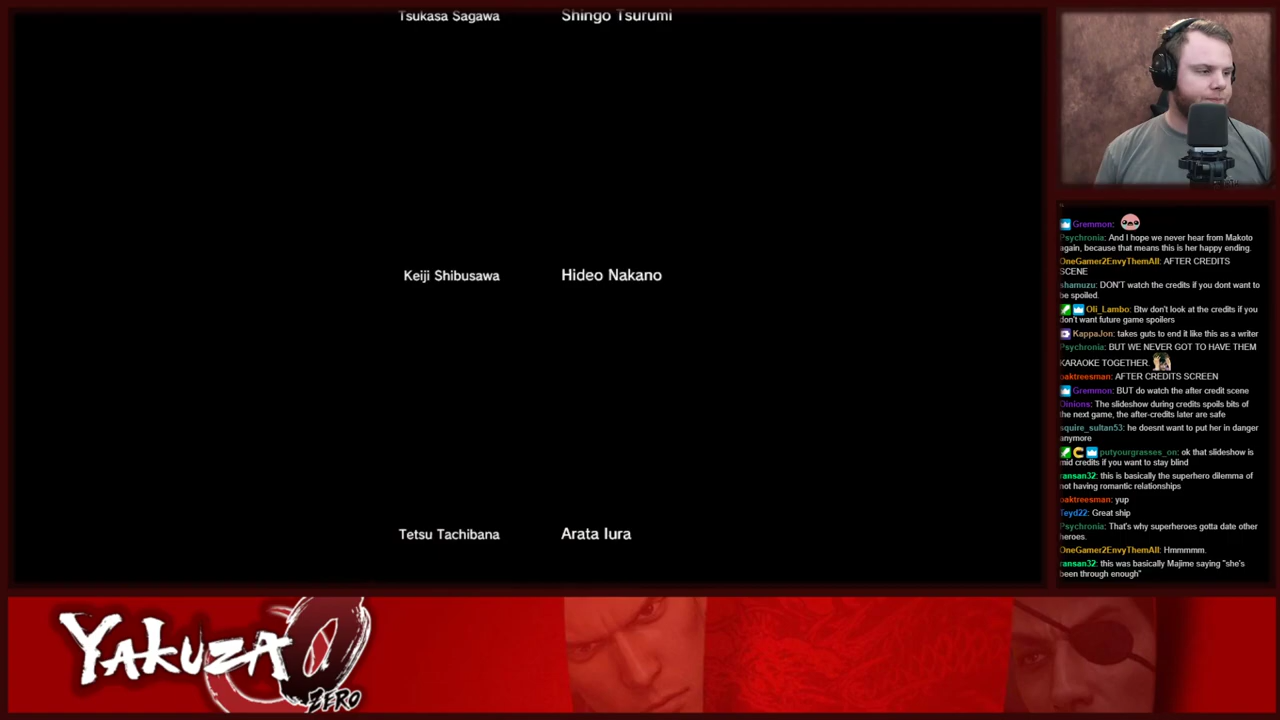 Tsukasa Sagawa Shingo Tsurumi
Keiji Shibusawa Hideo Nakano
Tetsu Tachibana Arata Iura
Gremmon:
Psychronia: And I hope we never hear from Makoto
again, because that means this is her happy ending.
OneGamer2EnvyThemAll: AFTER CREDITS
SCENE
shamuzu: DON'T watch the credits if you dont want to
be spoiled.
Oli_Lambo: Btw don't look at the credits if you
don't want future game spoilers
KappaJon: takes guts to end it like this as a writer
Psychronia: BUT WE NEVER GOT TO HAVE THEM
KARAOKE TOGETHER.
oaktreesman: AFTER CREDITS SCREEN
Gremmon: BUT do watch the after credit scene
Oinions: The slideshow during credits spoils bits of
the next game, the after-credits later are safe
squire_sultan53: he doesnt want to put her in danger
anymore
putyourgrasses_on: ok that slideshow is
mid credits if you want to stay blind
ransan32: this is basically the superhero dilemma of
not having romantic relationships
oaktreesman: yup
Teyd22: Great ship
Psychronia: That's why superheroes gotta date other
heroes.
OneGamer2EnvyThemAll: Hmmmmm.
ransan32: this was basically Majime saying "she's
been through enough"
YAKUZA 0
ZERO